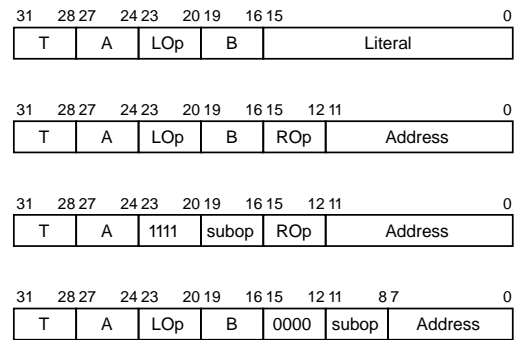 31 28 27 24 23 20 19 16 15 0
T A LOp B Literal
31 28 27 24 23 20 19 16 15 12 11 0
T A LOp B ROp Address
31 28 27 24 23 20 19 16 15 12 11 0
T A 1111 subop ROp Address
31 28 27 24 23 20 19 16 15 12 11 8 7 0
T A LOp B 0000 subop Address